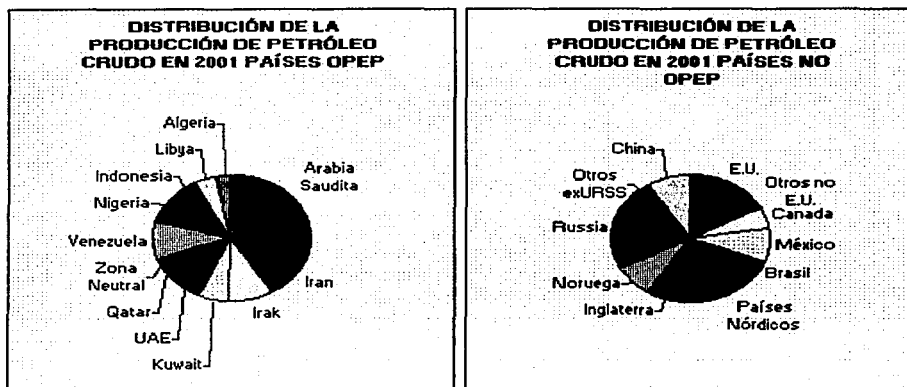 DISTRIBUCIÓN DE LA
PRODUCCIÓN DE PETRÓLEO
CRUDO EN 2001 PAÍSES OPEP
Algeria
Libya
Indonesia
Nigeria
Venezuela
Zona
Neutral
Qatar
UAE
Kuwait
Irak
Iran
Arabia
Saudita
DISTRIBUCIÓN DE LA
PRODUCCIÓN DE PETRÓLEO
CRUDO EN 2001 PAÍSES NO
OPEP
China
Otros
exURSS
Russia
Noruega
Inglaterra
Países
Nórdicos
Brasil
México
Canada
Otros no
E.U.
E.U.